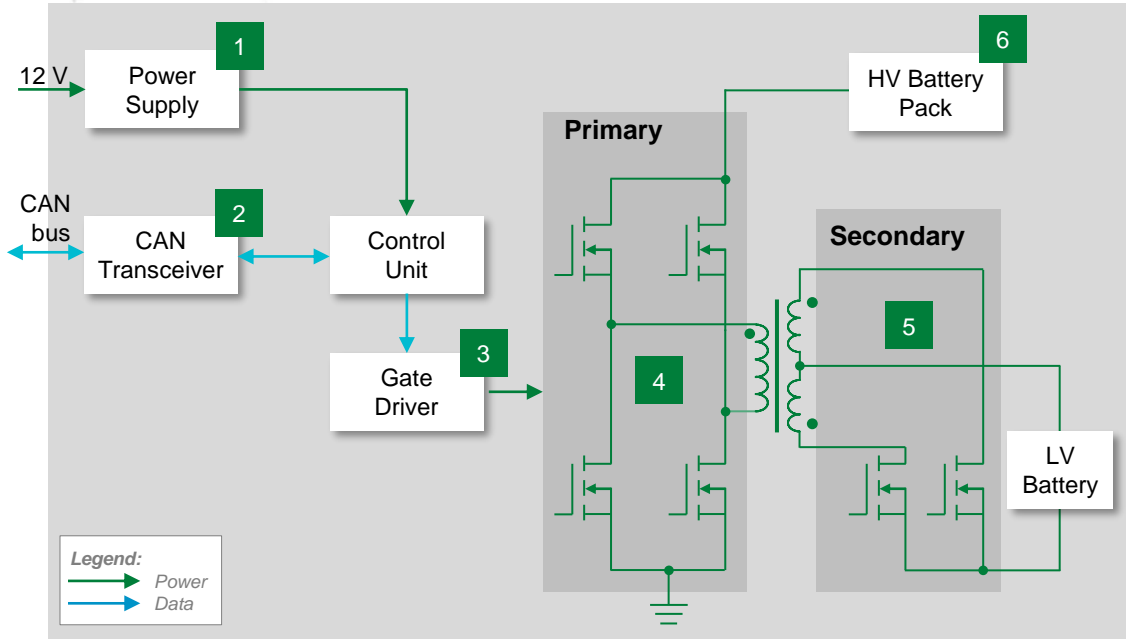 1
12 V
Power
Supply
6
HV Battery
Pack
Primary
CAN
bus
2
CAN
Transceiver
Control
Unit
Secondary
3
Gate
Driver
4
5
LV
Battery
Legend:
Power
Data